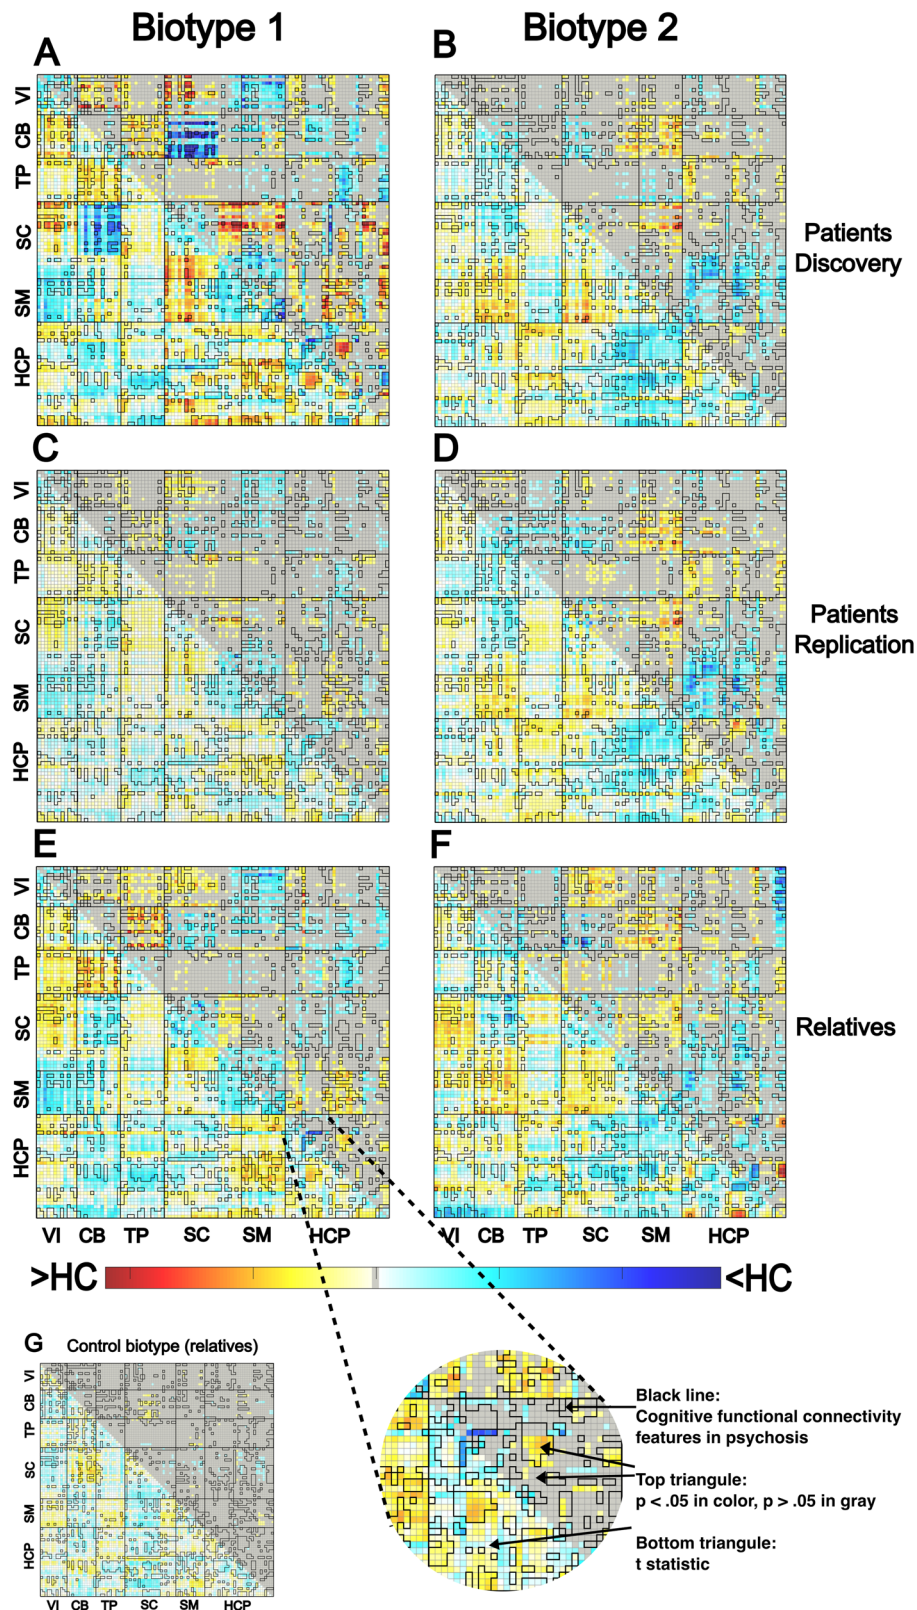 Biotype 1
Biotype 2
A
B
VI
CB
TP
SC
SM
HCP
Patients
Discovery
C
D
VI
CB
TP
SC
SM
HCP
Patients
Replication
E
F
VI
CB
TP
SC
SM
HCP
Relatives
VI CB TP SC SM HCP
VI CB TP SC SM HCP
>HC
<HC
G
Control biotype (relatives)
VI
CB
TP
SC
SM
HCP
VI CB TP SC SM HCP
Black line:
Cognitive functional connectivity
features in psychosis
Top triangule:
p < .05 in color, p > .05 in gray
Bottom triangule:
t statistic